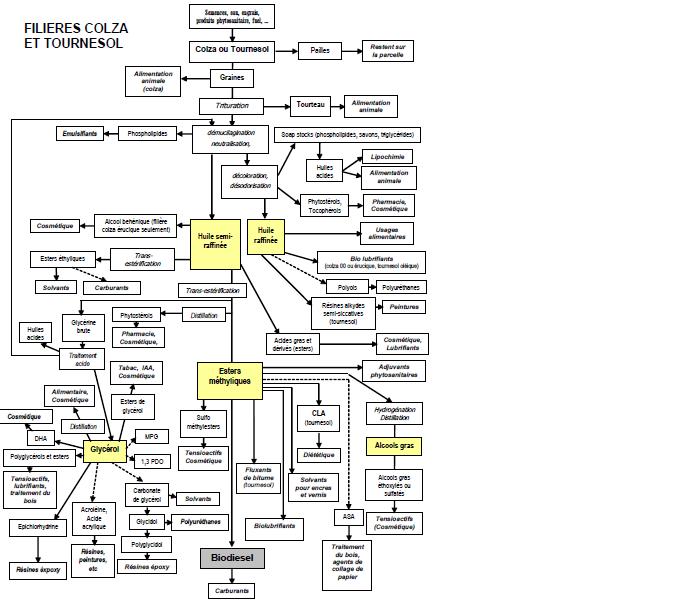 FILIERES COLZA
ET TOURNESOL
Semences, eau, engrais,
produits phytosanitaire, fuel, ...
Colza ou Tournesol
Pailles
Restent sur
la parcelle
Alimentation
animale
(colza)
Graines
Trituration
Tourteau
Alimentation
animale
Emulsifiants
Phospholipides
démucilagination
neutralisation,
Soap stocks (phospholipides, savons, triglycérides)
Huiles
acides
Lipochimie
Alimentation
animale
décoloration,
désodorisation
Phytostérols,
Tocopherols
Pharmacie,
Cosmétique
Cosmétique
Alcool behénique (filière
colza érucique seulement)
Huile semi-
raffinée
Huile
raffinée
Usages
alimentaires
Esters éthyliques
Trans-
estérification
Bio lubrifiants
(colza 00 ou érucique, tournesol oléique)
Solvants
Carburants
Trans-estérification
Polyols
Polyuréthanes
Glycérine
brute
Phytostérols
Distillation
Résines alkydes
semi-siccatives
(tournesol)
Peintures
Huiles
acides
Pharmacie,
Cosmétique,
Traitement
acide
Acides gras et
dérivés (esters)
Cosmétique,
Lubrifiants
Tabac, IAA,
Cosmétique
Esters
méthyliques
Adjuvants
phytosanitaires
Alimentaire,
Cosmétique
Esters de
glycérol
Cosmétique
Distillation
Sulfo
méthylesters
CLA
(tournesol)
Hydrogénation
Distillation
DHA
Glycérol
MPG
Alcools gras
Polyglycérols et esters
1,3 PDO
Tensioactifs
Cosmétique
Diététique
Tensioactifs,
lubrifiants,
traitement du
bois
Fluxants
de bitume
(tournesol)
Solvants
pour encres
et vernis
Alcools gras
éthoxylés ou
sulfatés
Carbonate
de glycérol
Solvants
Acroléine,
Acide
acrylique
Epichlorhydrine
Glycidol
Polyuréthanes
Biolubrifiants
ASA
Tensioactifs
(Cosmétique)
Polyglycidol
Résines,
peintures,
etc
Résines époxy
Résines éxpoxy
Biodiesel
Traitement
du bois,
agents de
collage de
papier
Carburants